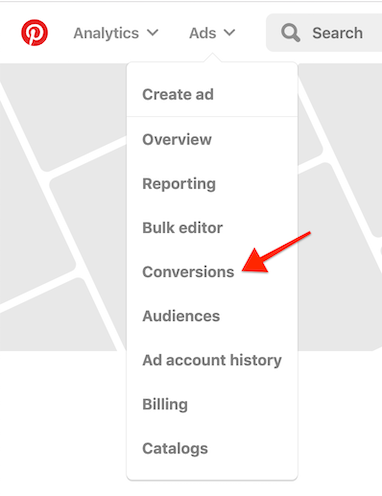 Analytics Ads Search
Create ad
Overview
Reporting
Bulk editor
Conversions
Audiences
Ad account history
Billing
Catalogs